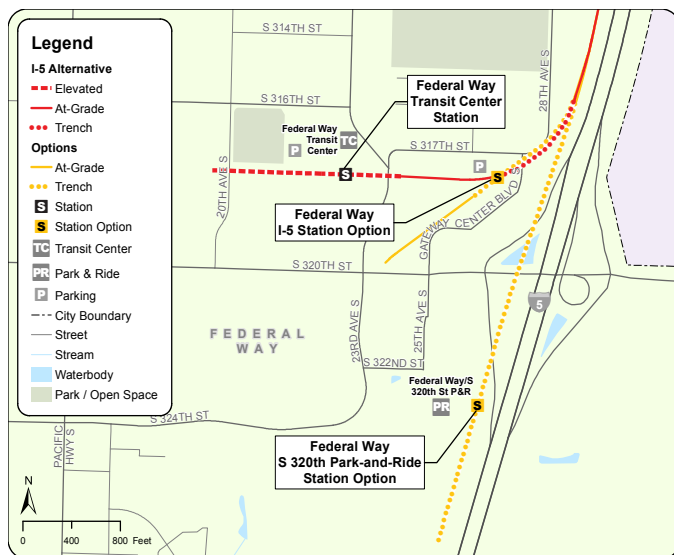 Legend
I-5 Alternative
Elevated
At-Grade
Trench
Options
At-Grade
Trench
S Station
S Station Option
TC Transit Center
PR Park & Ride
P Parking
City Boundary
Street
Stream
Waterbody
Park / Open Space
S 314TH ST
28TH AVE S
S 316TH ST
Federal Way
Transit Center
Station
Federal Way
Transit
Center
TC
P
S 317TH ST
P
20TH AVE S
S
S
Federal Way
I-5 Station Option
GATEWAY CENTER BLVD S
S 320TH ST
5
FEDERAL
WAY
23RD AVE S
25TH AVE S
S 322ND ST
Federal Way/S
320th St P&R
PR
S
S 324TH ST
PACIFIC
HWY S
Federal Way
S 320th Park-and-Ride
Station Option
N
0 400 800 Feet